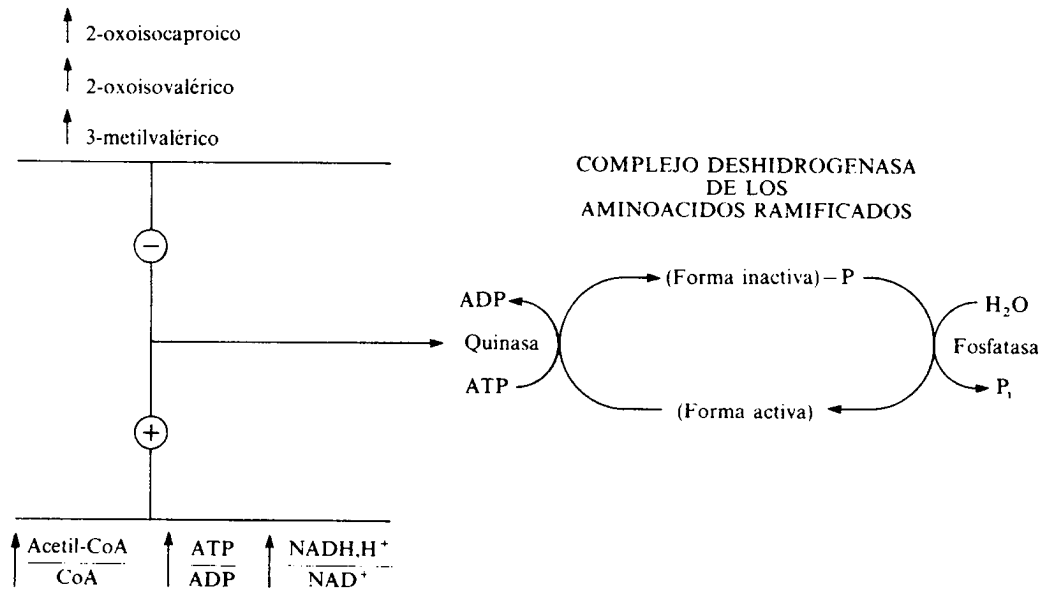 2-oxoisocaproico
2-oxoisovalérico
3-metilvalérico
COMPLEJO DESHIDROGENASA
DE LOS
AMINOACIDOS RAMIFICADOS
−
(Forma inactiva)−P
ADP
H₂O
Quinasa
Fosfatasa
ATP
Pᵢ
(Forma activa)
+
Acetil-CoA
CoA
ATP
ADP
NADH,H⁺
NAD⁺